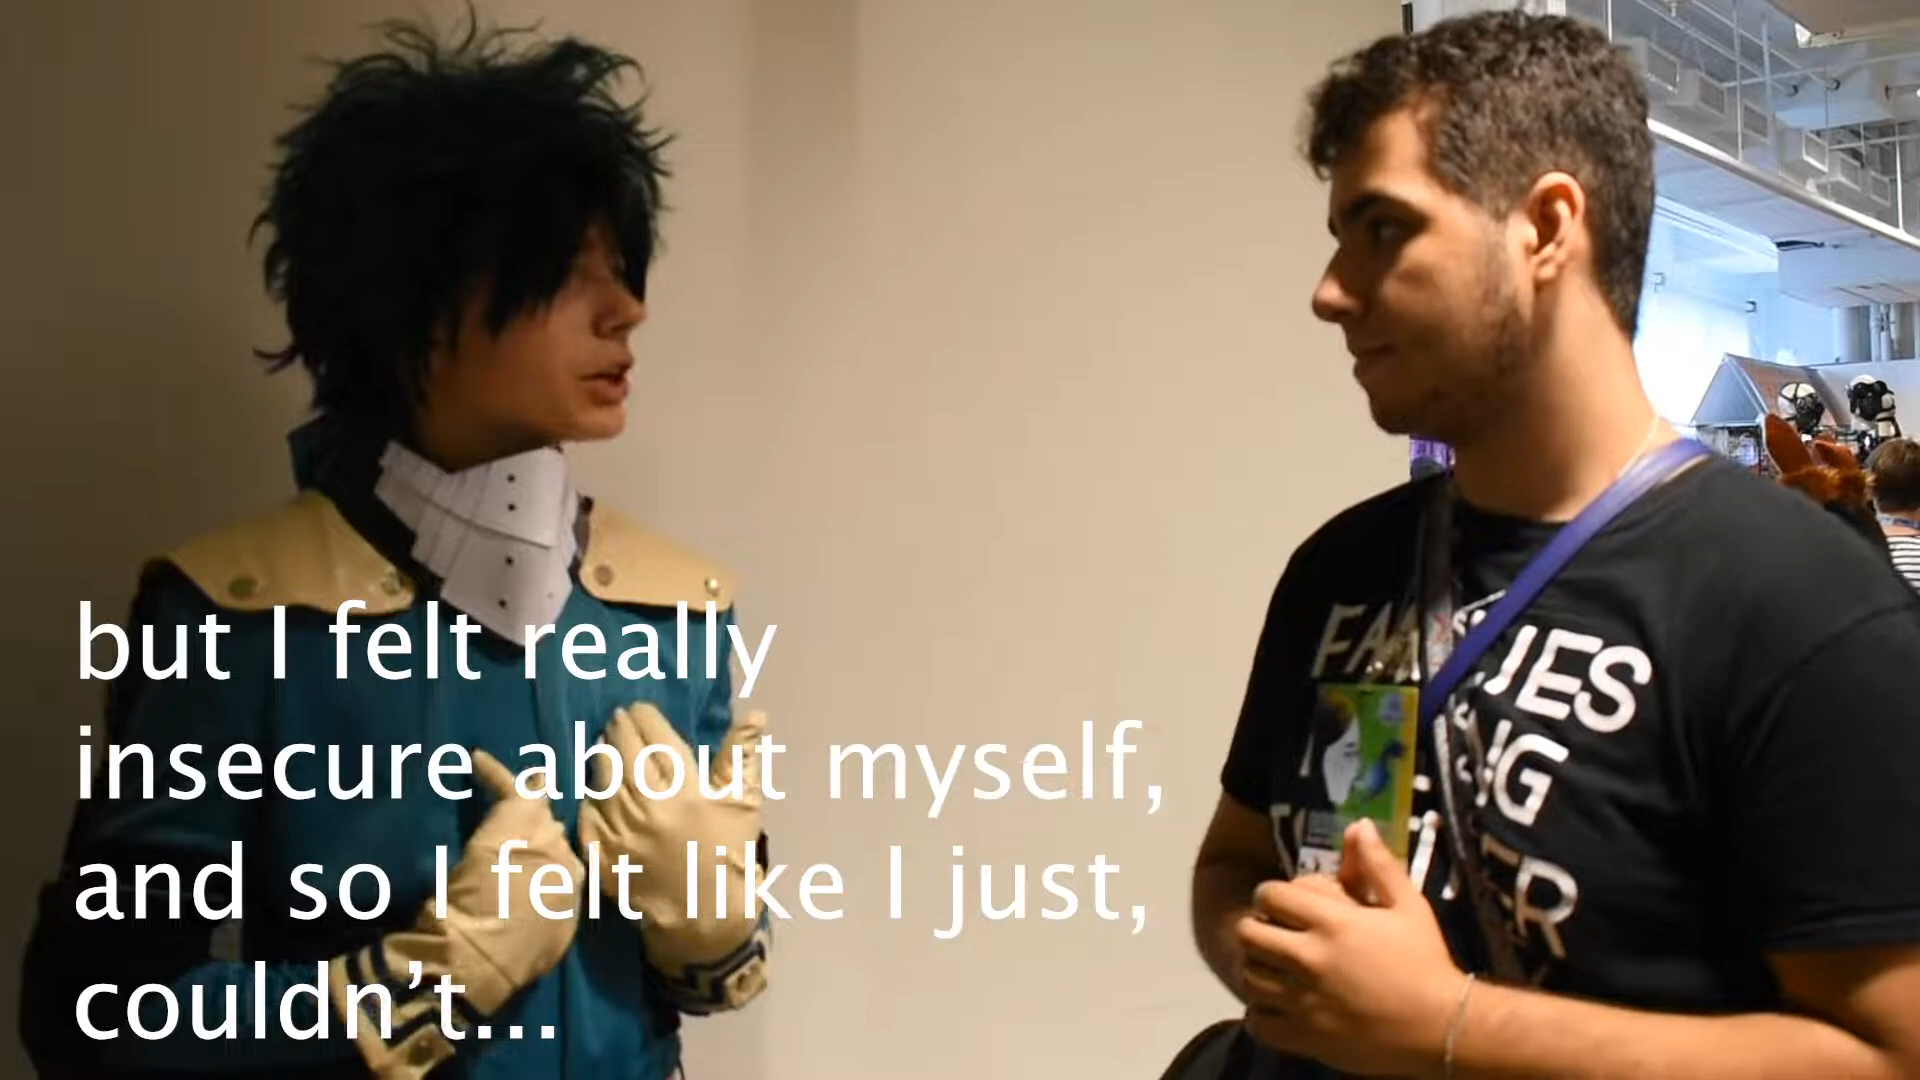 but I felt really
insecure about myself,
and so I felt like I just,
couldn’t...